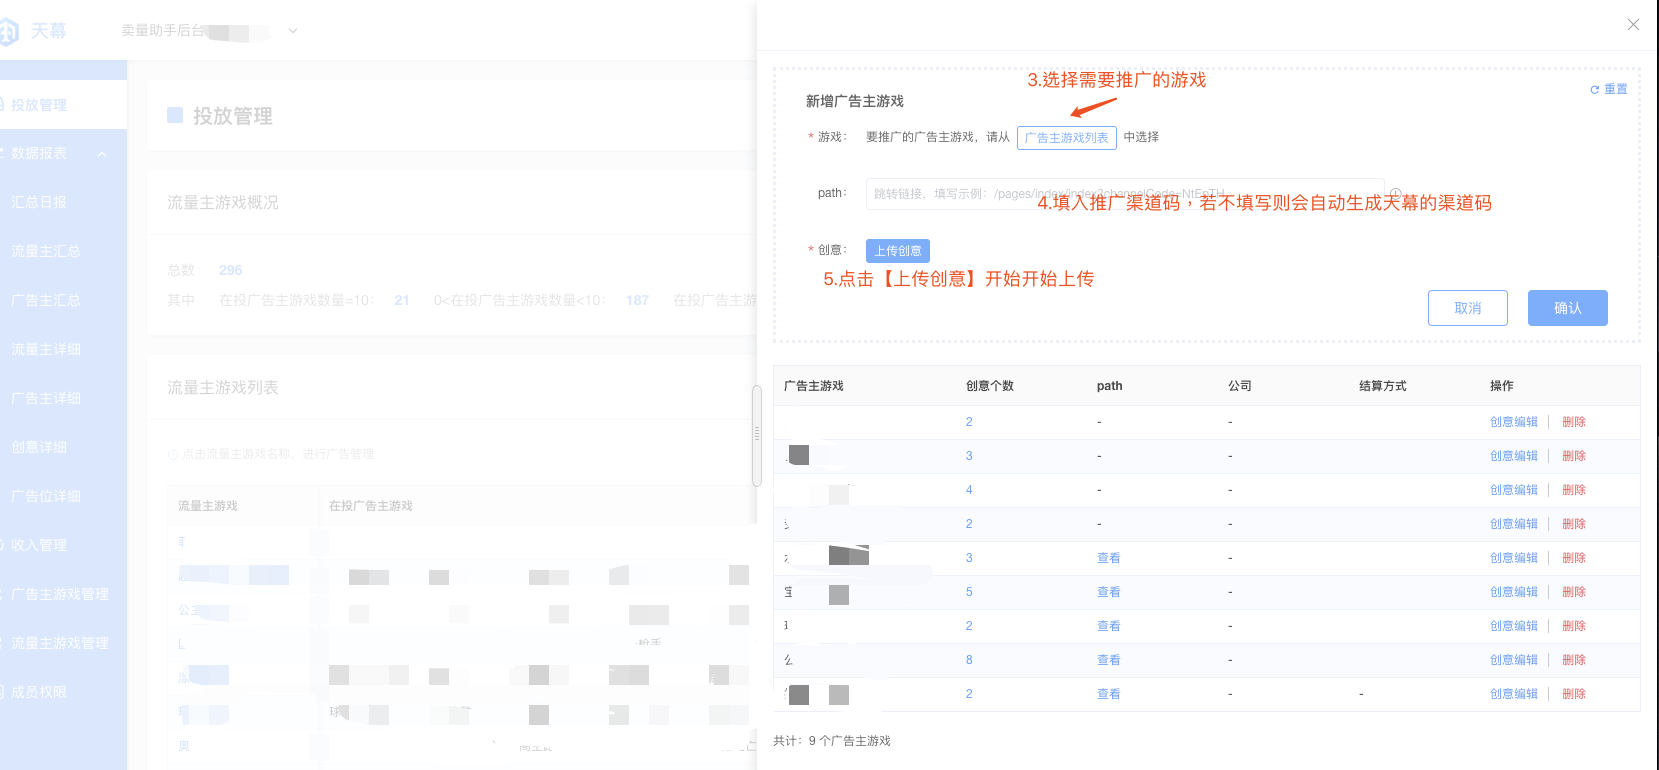 天幕
卖量助手后台
投放管理
数据报表
汇总日报
流量主汇总
广告主汇总
流量主详细
广告主详细
创意详细
广告位详细
收入管理
广告主游戏管理
流量主游戏管理
成员权限
投放管理
流量主游戏概况
总数 296
其中 在投广告主游戏数量=10： 21 0<在投广告主游戏数量<10： 187 在投广告主游
流量主游戏列表
点击流量主游戏名称，进行广告管理
流量主游戏 在投广告主游戏
公主
枪手
球
奥
3.选择需要推广的游戏
重置
新增广告主游戏
* 游戏： 要推广的广告主游戏，请从 广告主游戏列表 中选择
path： 跳转链接，填写示例：/pages/index/index?channelCode=NtEpTH
4.填入推广渠道码，若不填写则会自动生成天幕的渠道码
* 创意： 上传创意
5.点击【上传创意】开始开始上传
取消 确认
广告主游戏 创意个数 path 公司 结算方式 操作
2 - - 创意编辑 删除
3 - - 创意编辑 删除
4 - - 创意编辑 删除
2 - - 创意编辑 删除
3 查看 - 创意编辑 删除
5 查看 - 创意编辑 删除
2 查看 - 创意编辑 删除
公 8 查看 - 创意编辑 删除
2 查看 - - 创意编辑 删除
共计：9 个广告主游戏